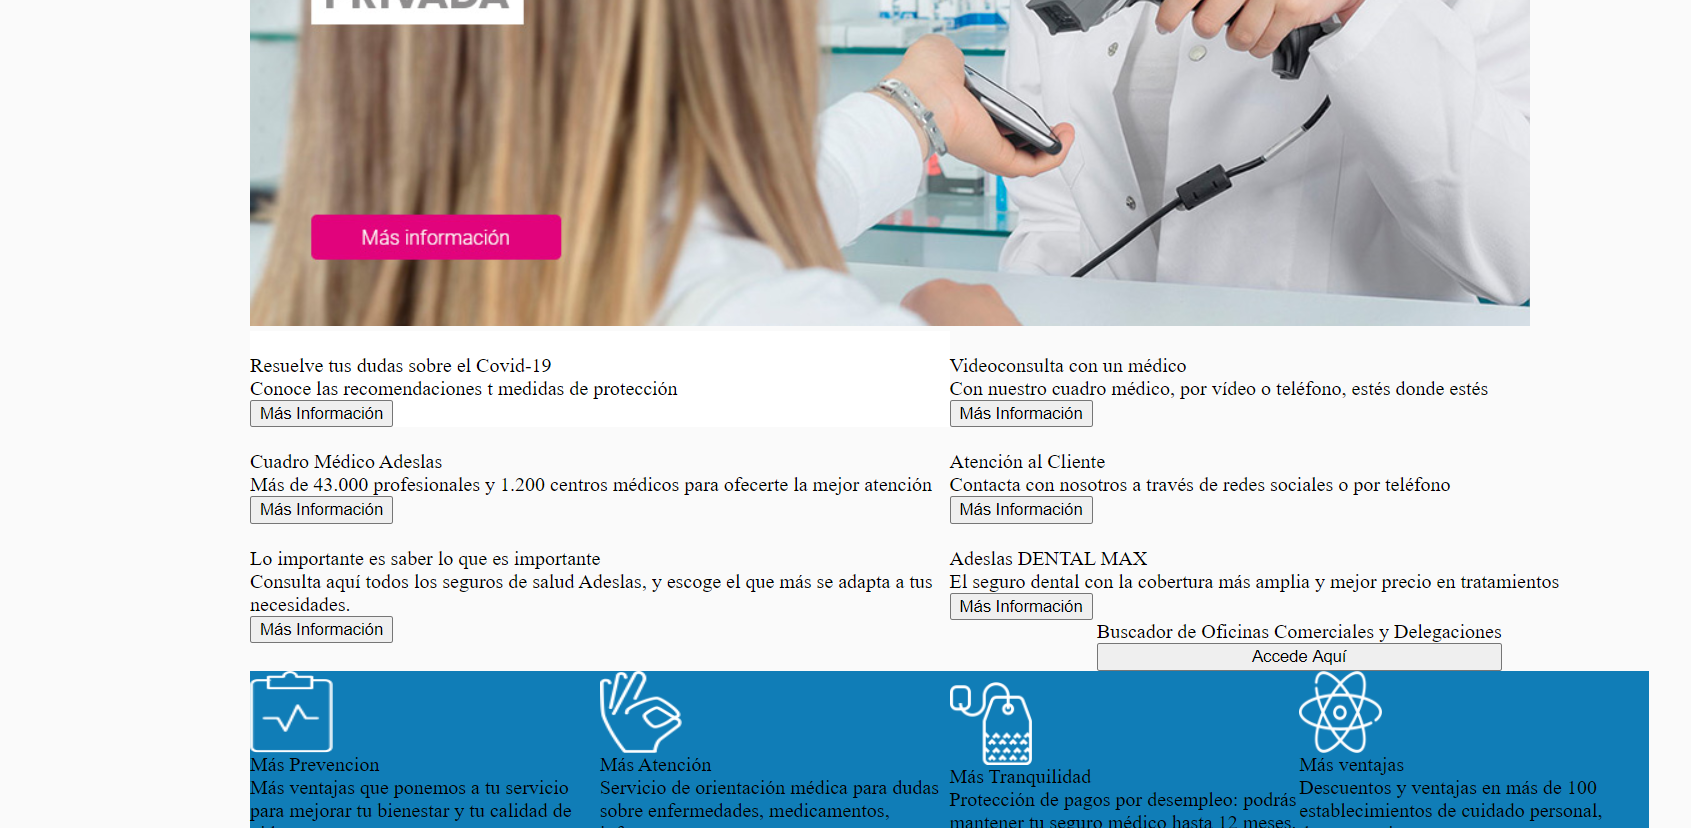 PRIVADA
Más información
Resuelve tus dudas sobre el Covid-19
Conoce las recomendaciones t medidas de protección
Más Información
Videoconsulta con un médico
Con nuestro cuadro médico, por vídeo o teléfono, estés donde estés
Más Información
Cuadro Médico Adeslas
Más de 43.000 profesionales y 1.200 centros médicos para ofecerte la mejor atención
Más Información
Atención al Cliente
Contacta con nosotros a través de redes sociales o por teléfono
Más Información
Lo importante es saber lo que es importante
Consulta aquí todos los seguros de salud Adeslas, y escoge el que más se adapta a tus
necesidades.
Más Información
Adeslas DENTAL MAX
El seguro dental con la cobertura más amplia y mejor precio en tratamientos
Más Información
Buscador de Oficinas Comerciales y Delegaciones
Accede Aquí
Más Prevencion
Más ventajas que ponemos a tu servicio
para mejorar tu bienestar y tu calidad de
Más Atención
Servicio de orientación médica para dudas
sobre enfermedades, medicamentos,
Más Tranquilidad
Protección de pagos por desempleo: podrás
mantener tu seguro médico hasta 12 meses.
Más ventajas
Descuentos y ventajas en más de 100
establecimientos de cuidado personal,